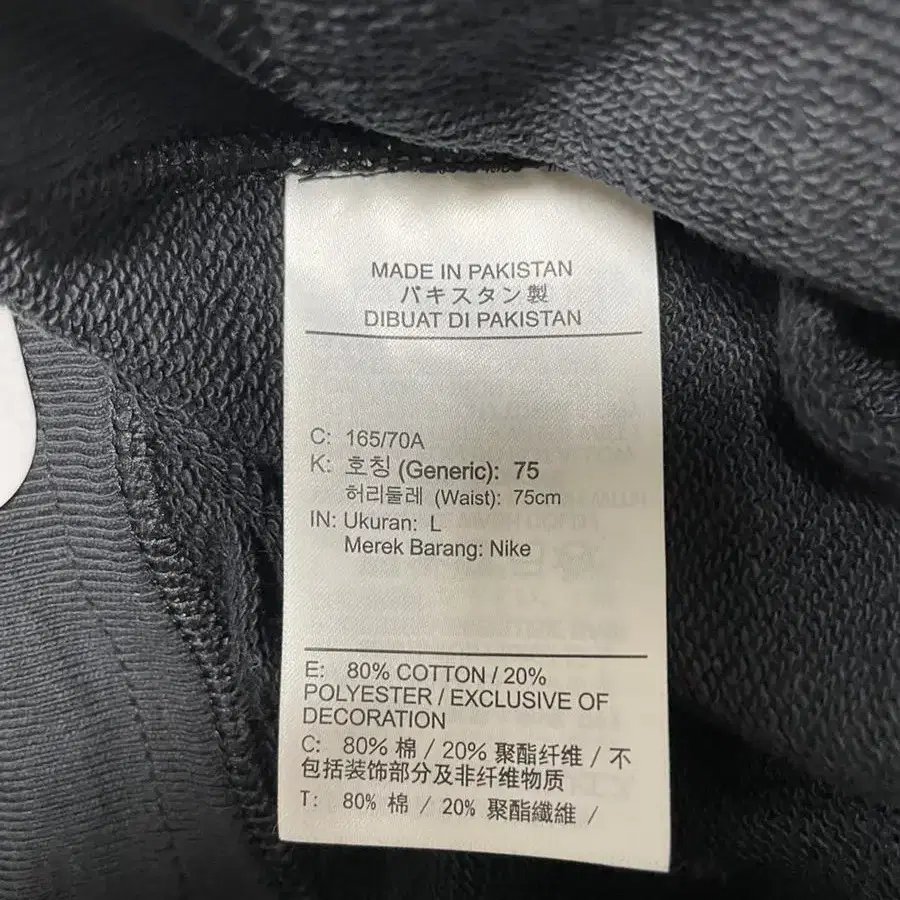 MADE IN PAKISTAN
パキスタン製
DIBUAT DI PAKISTAN
C: 165/70A
K: 호칭 (Generic): 75
허리둘레 (Waist): 75cm
IN: Ukuran: L
Merek Barang: Nike
E: 80% COTTON / 20%
POLYESTER / EXCLUSIVE OF
DECORATION
C: 80% 棉 / 20% 聚酯纤维 / 不
包括装饰部分及非纤维物质
T: 80% 棉 / 20% 聚酯纖維 /